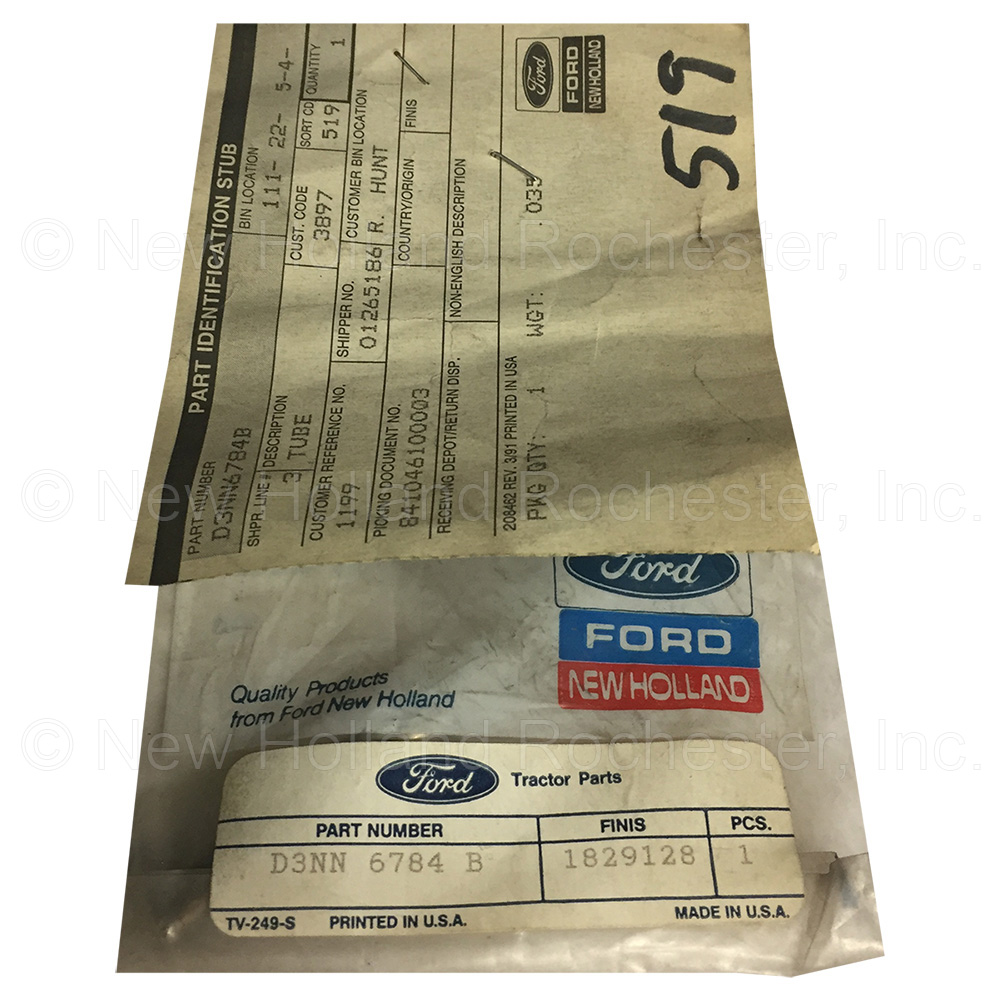 PART IDENTIFICATION STUB
PART NUMBER
D3NN6784B
BIN LOCATION
111- 22- 5-4-
SHPR. LINE # DESCRIPTION
3 TUBE
CUST. CODE
3897
SORT CD
519
QUANTITY
1
CUSTOMER REFERENCE NO.
1199
SHIPPER NO.
01265186
CUSTOMER BIN LOCATION
R. HUNT
PICKING DOCUMENT NO.
84104610003
COUNTRY/ORIGIN
FINIS
RECEIVING DEPOT/RETURN DISP.
NON-ENGLISH DESCRIPTION
208462 REV. 3/91 PRINTED IN USA
PKG QTY: 1 WGT: .035
Ford
FORD
NEW HOLLAND
519
© New Holland Rochester, Inc.
© New Holland Rochester, Inc.
© New Holland Rochester, Inc.
Ford
FORD
NEW HOLLAND
Quality Products
from Ford New Holland
Ford Tractor Parts
PART NUMBER FINIS PCS.
D3NN 6784 B 1829128 1
TV-249-S PRINTED IN U.S.A. MADE IN U.S.A.